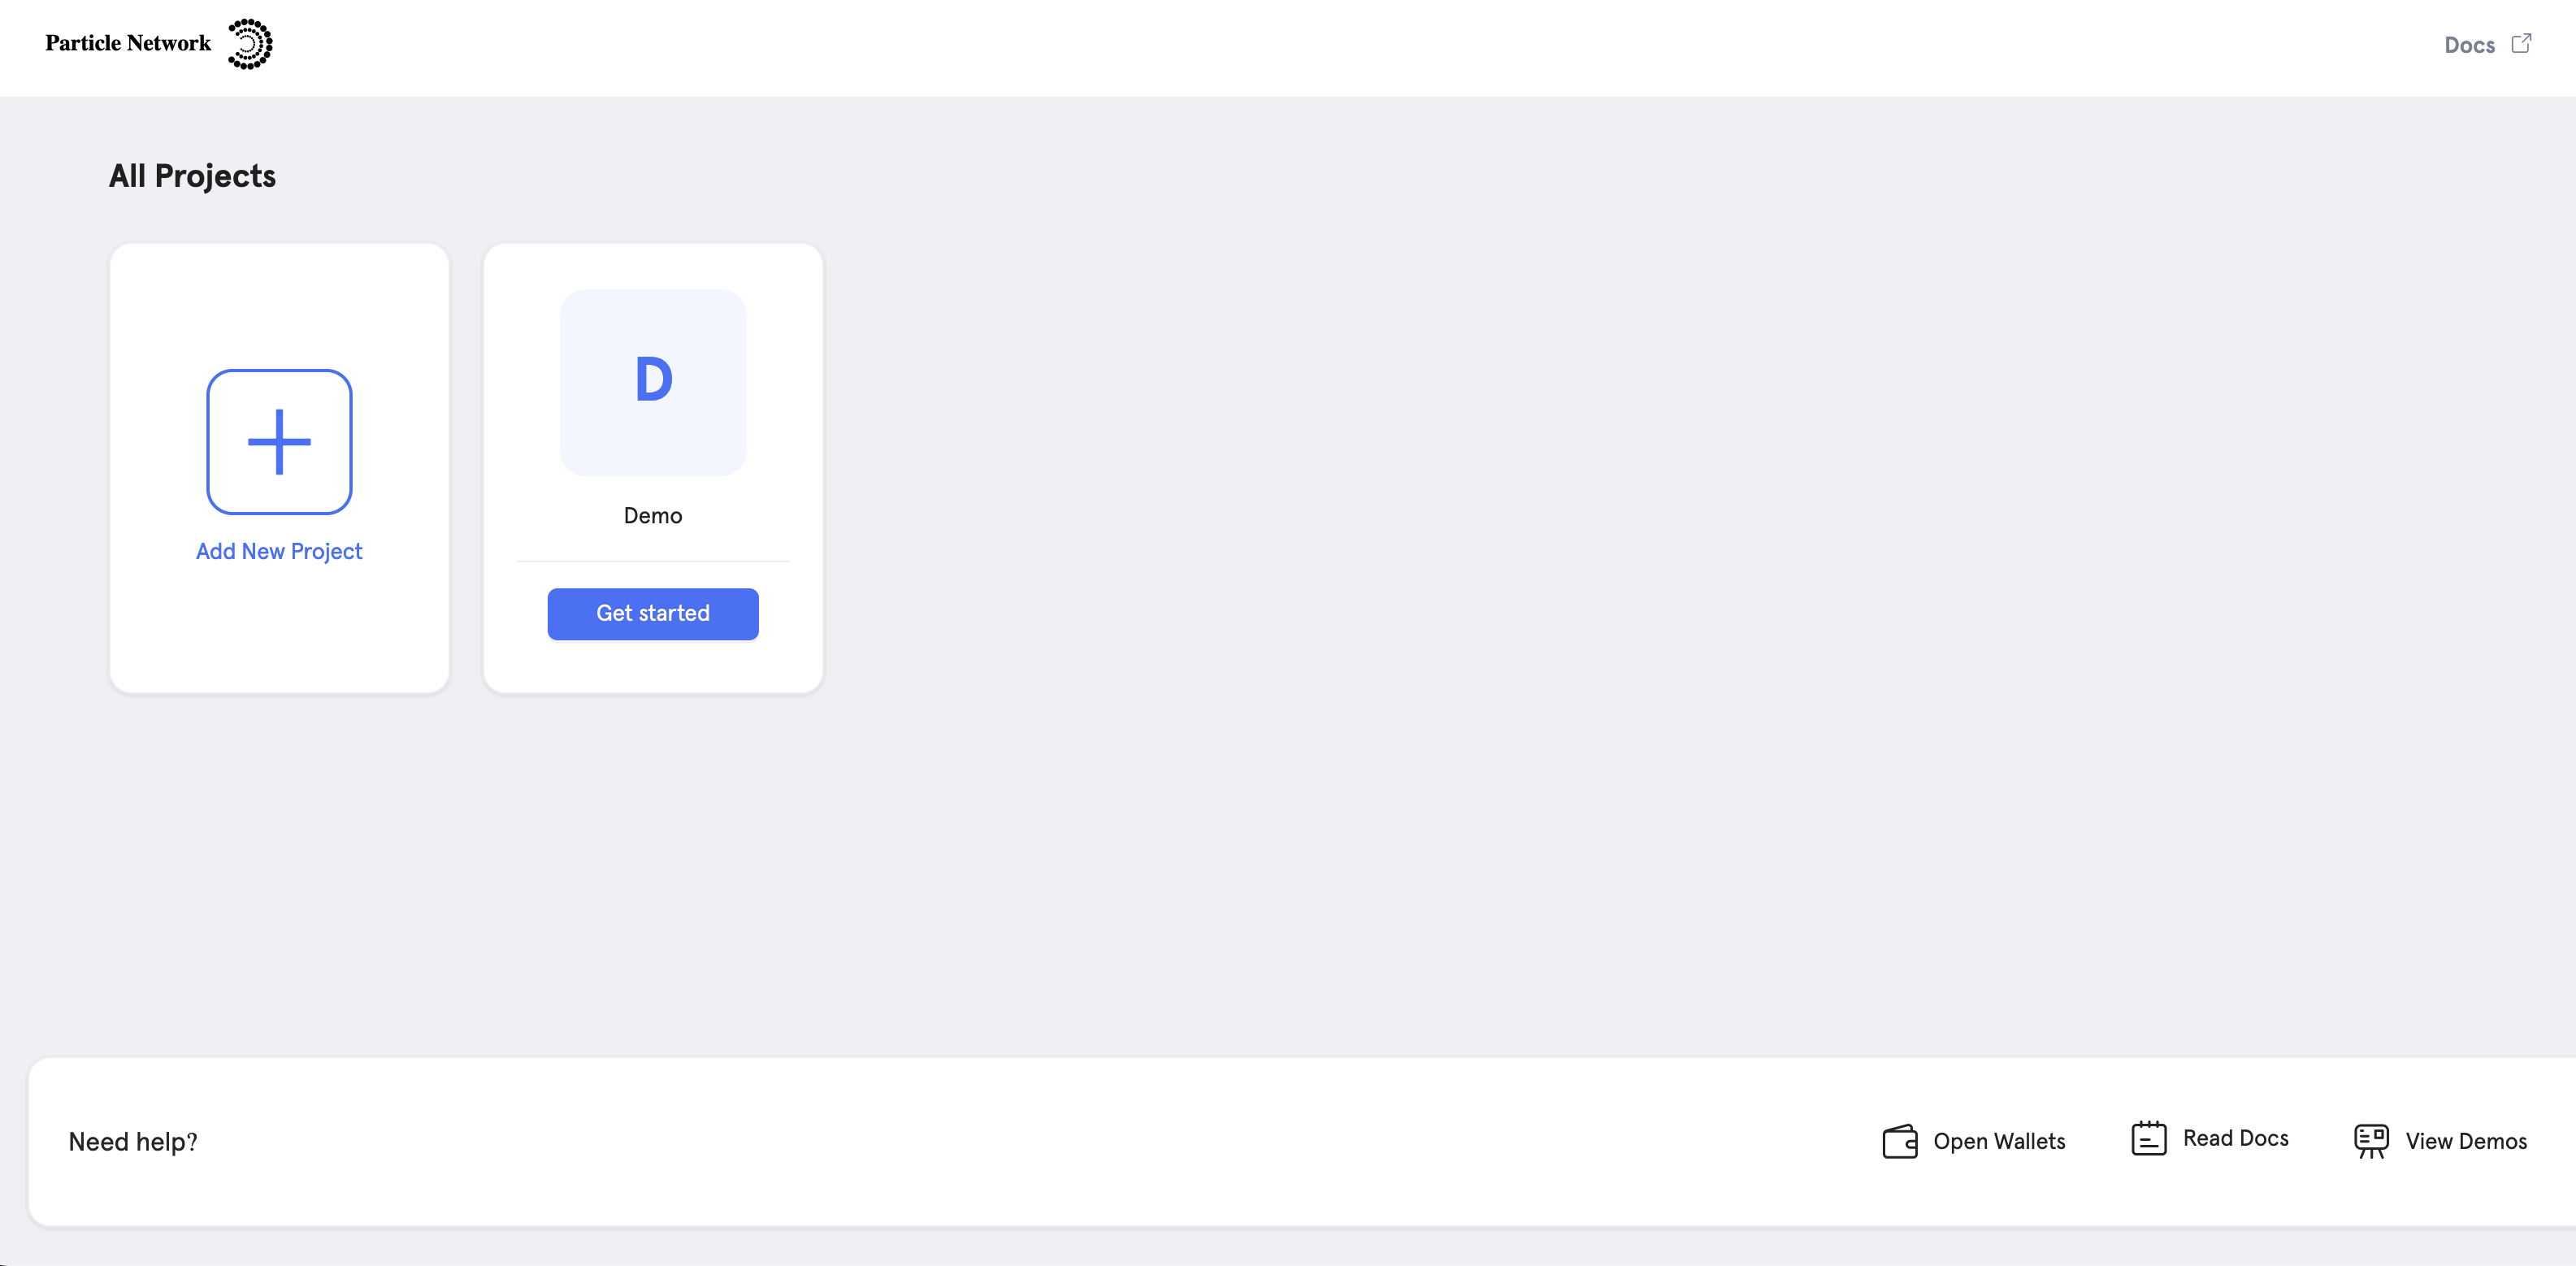 Particle Network
Docs
All Projects
Add New Project
D
Demo
Get started
Need help?
Open Wallets
Read Docs
View Demos